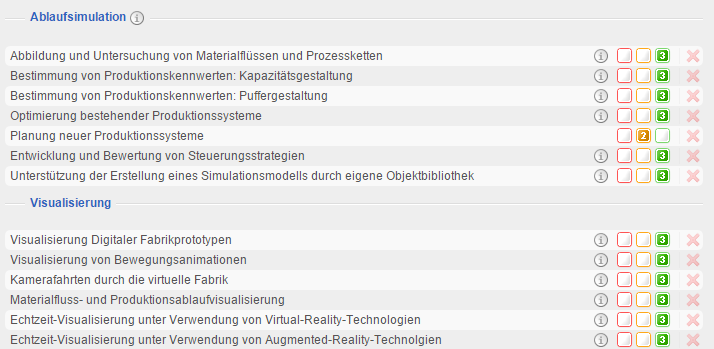 Ablaufsimulation i
Abbildung und Untersuchung von Materialflüssen und Prozessketten i 3
Bestimmung von Produktionskennwerten: Kapazitätsgestaltung i 3
Bestimmung von Produktionskennwerten: Puffergestaltung i 3
Optimierung bestehender Produktionssysteme i 3
Planung neuer Produktionssysteme 2
Entwicklung und Bewertung von Steuerungsstrategien i 3
Unterstützung der Erstellung eines Simulationsmodells durch eigene Objektbibliothek i 3
Visualisierung
Visualisierung Digitaler Fabrikprototypen i 3
Visualisierung von Bewegungsanimationen i 3
Kamerafahrten durch die virtuelle Fabrik i 3
Materialfluss- und Produktionsablaufvisualisierung i 3
Echtzeit-Visualisierung unter Verwendung von Virtual-Reality-Technologien i 3
Echtzeit-Visualisierung unter Verwendung von Augmented-Reality-Technolgien i 3